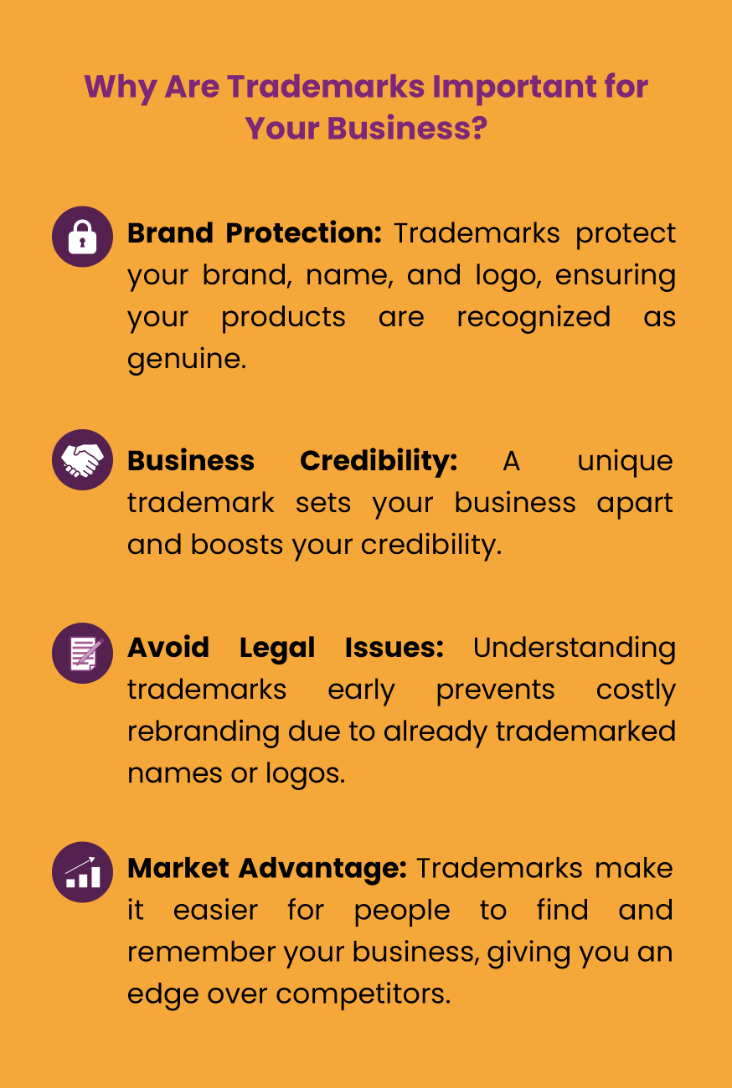 Why Are Trademarks Important for
Your Business?
Brand Protection: Trademarks protect
your brand, name, and logo, ensuring
your products are recognized as
genuine.
Business Credibility: A unique
trademark sets your business apart
and boosts your credibility.
Avoid Legal Issues: Understanding
trademarks early prevents costly
rebranding due to already trademarked
names or logos.
Market Advantage: Trademarks make
it easier for people to find and
remember your business, giving you an
edge over competitors.